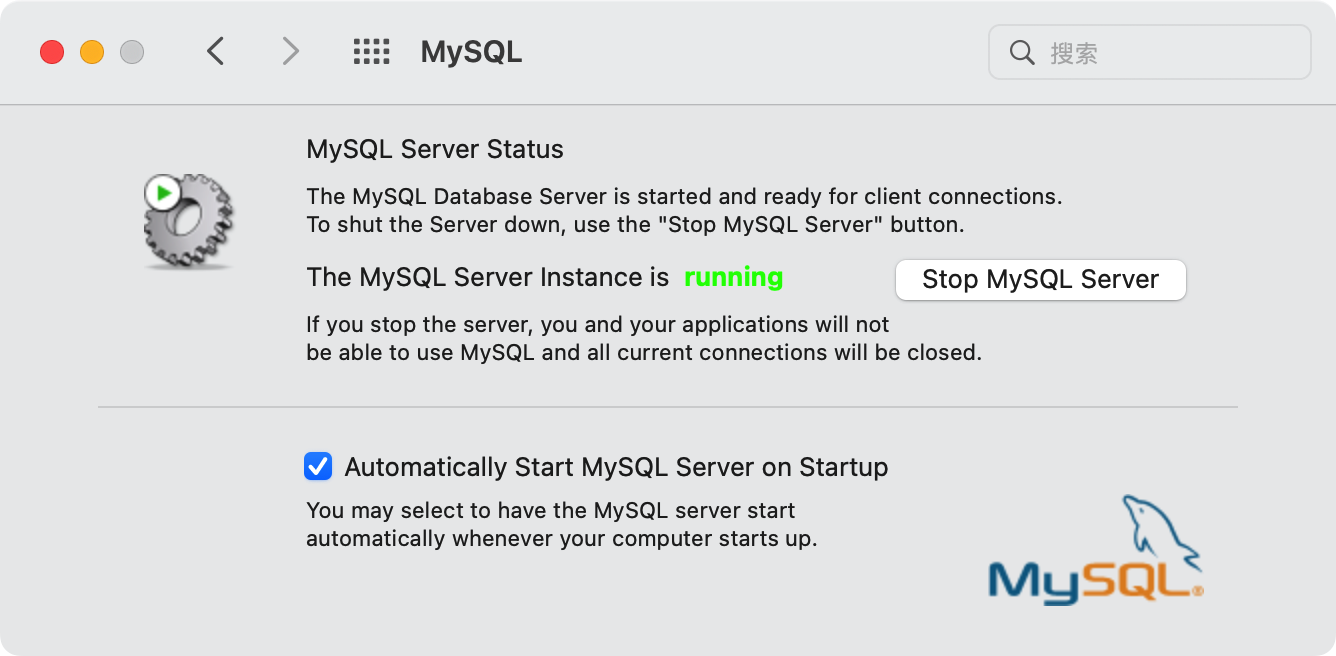 MySQL
搜索
MySQL Server Status
The MySQL Database Server is started and ready for client connections.
To shut the Server down, use the "Stop MySQL Server" button.
The MySQL Server Instance is running
Stop MySQL Server
If you stop the server, you and your applications will not
be able to use MySQL and all current connections will be closed.
Automatically Start MySQL Server on Startup
You may select to have the MySQL server start
automatically whenever your computer starts up.
MySQL®